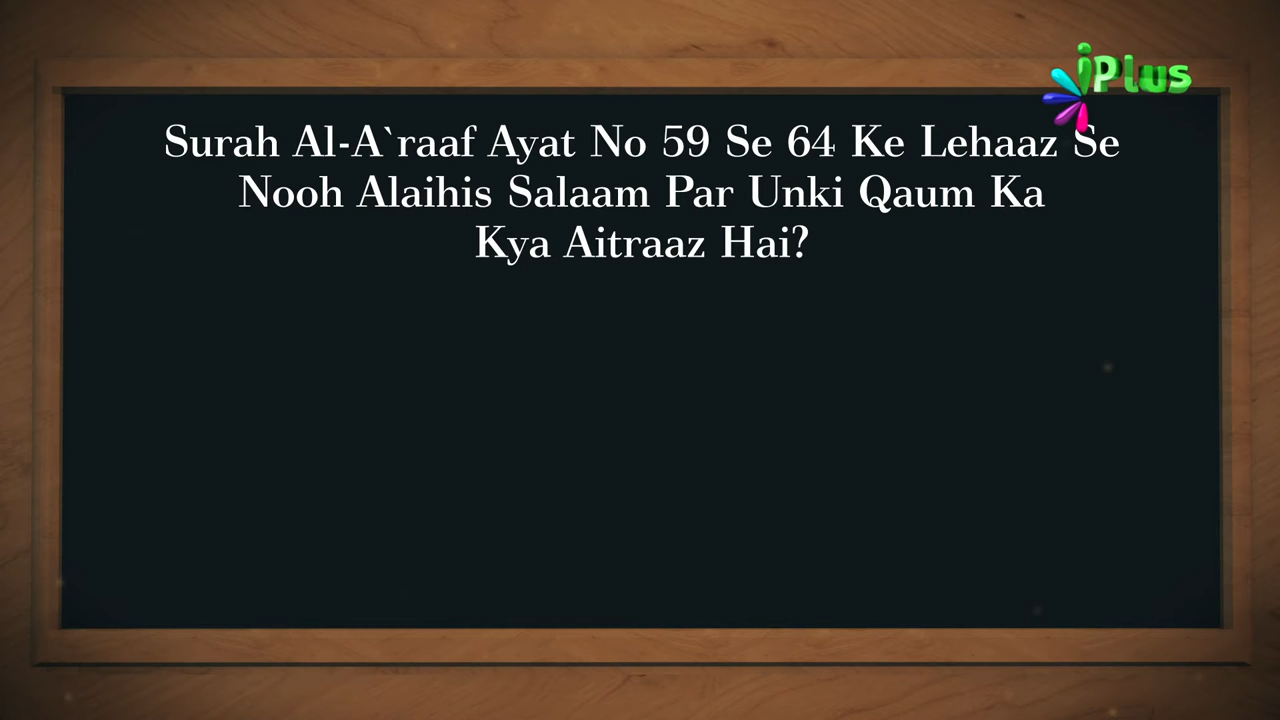 iPlus
Surah Al-A`raaf Ayat No 59 Se 64 Ke Lehaaz Se
Nooh Alaihis Salaam Par Unki Qaum Ka
Kya Aitraaz Hai?